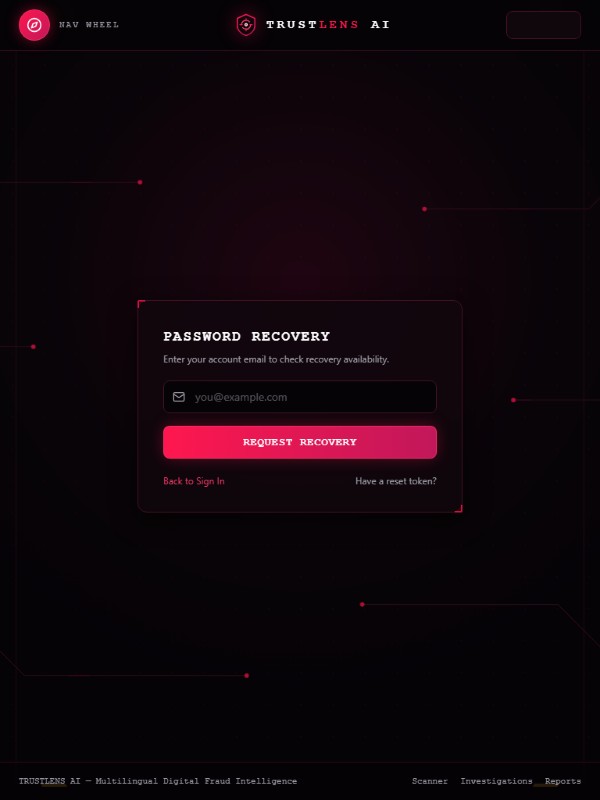 NAV WHEEL
TRUSTLENS AI
PASSWORD RECOVERY
Enter your account email to check recovery availability.
you@example.com
REQUEST RECOVERY
Back to Sign In
Have a reset token?
TRUSTLENS AI — Multilingual Digital Fraud Intelligence
Scanner Investigations Reports